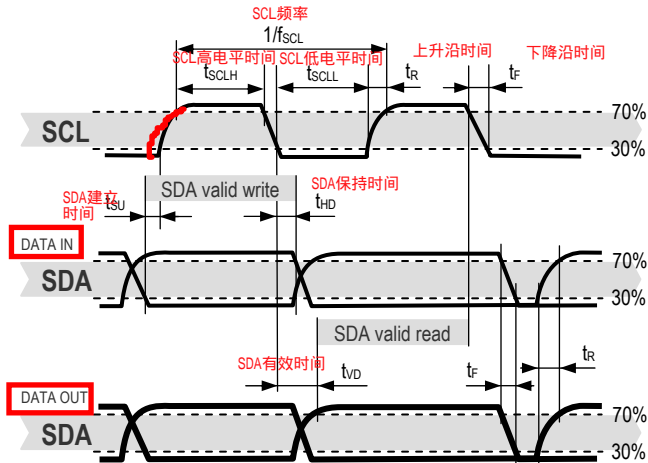 SCL频率
1/fSCL
SCL高电平时间
SCL低电平时间
上升沿时间
下降沿时间
tSCLH
tSCLL
tR
tF
70%
SCL
30%
SDA建立
时间
tSU
SDA valid write
SDA保持时间
tHD
DATA IN
70%
SDA
30%
SDA valid read
SDA有效时间
tVD
tF
tR
DATA OUT
70%
SDA
30%